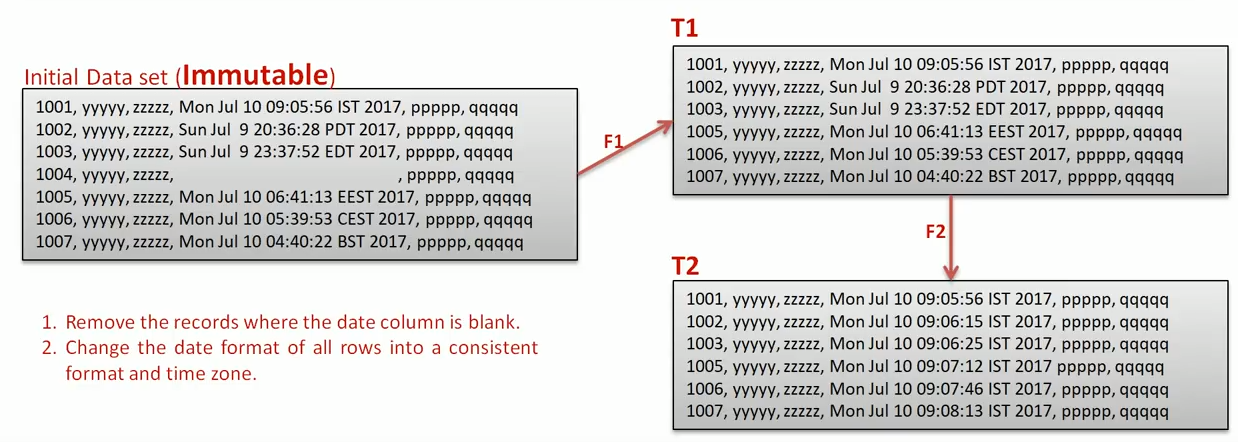 Initial Data set (Immutable)
1001, yyyyy, zzzzz, Mon Jul 10 09:05:56 IST 2017, ppppp, qqqqq
1002, yyyyy, zzzzz, Sun Jul  9 20:36:28 PDT 2017, ppppp, qqqqq
1003, yyyyy, zzzzz, Sun Jul  9 23:37:52 EDT 2017, ppppp, qqqqq
1004, yyyyy, zzzzz,                                          , ppppp, qqqqq
1005, yyyyy, zzzzz, Mon Jul 10 06:41:13 EEST 2017, ppppp, qqqqq
1006, yyyyy, zzzzz, Mon Jul 10 05:39:53 CEST 2017, ppppp, qqqqq
1007, yyyyy, zzzzz, Mon Jul 10 04:40:22 BST 2017, ppppp, qqqqq
1. Remove the records where the date column is blank.
2. Change the date format of all rows into a consistent
format and time zone.
F1
T1
1001, yyyyy, zzzzz, Mon Jul 10 09:05:56 IST 2017, ppppp, qqqqq
1002, yyyyy, zzzzz, Sun Jul  9 20:36:28 PDT 2017, ppppp, qqqqq
1003, yyyyy, zzzzz, Sun Jul  9 23:37:52 EDT 2017, ppppp, qqqqq
1005, yyyyy, zzzzz, Mon Jul 10 06:41:13 EEST 2017, ppppp, qqqqq
1006, yyyyy, zzzzz, Mon Jul 10 05:39:53 CEST 2017, ppppp, qqqqq
1007, yyyyy, zzzzz, Mon Jul 10 04:40:22 BST 2017, ppppp, qqqqq
F2
T2
1001, yyyyy, zzzzz, Mon Jul 10 09:05:56 IST 2017, ppppp, qqqqq
1002, yyyyy, zzzzz, Mon Jul 10 09:06:15 IST 2017, ppppp, qqqqq
1003, yyyyy, zzzzz, Mon Jul 10 09:06:25 IST 2017, ppppp, qqqqq
1005, yyyyy, zzzzz, Mon Jul 10 09:07:12 IST 2017 ppppp, qqqqq
1006, yyyyy, zzzzz, Mon Jul 10 09:07:46 IST 2017, ppppp, qqqqq
1007, yyyyy, zzzzz, Mon Jul 10 09:08:13 IST 2017, ppppp, qqqqq